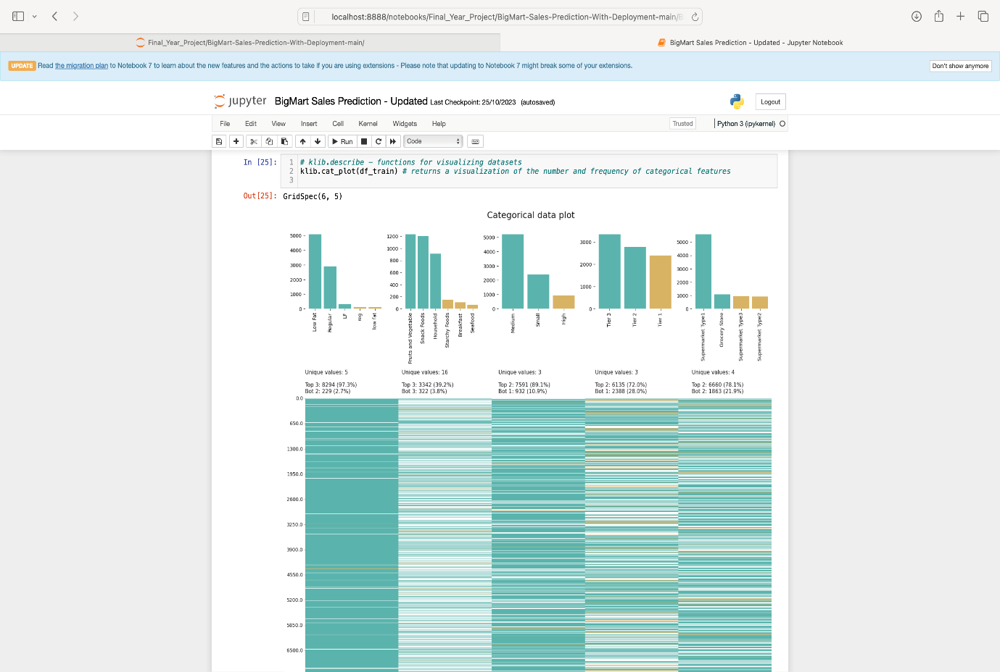 localhost:8888/notebooks/Final_Year_Project/BigMart-Sales-Prediction-With-Deployment-main/B
Final_Year_Project/BigMart-Sales-Prediction-With-Deployment-main/
BigMart Sales Prediction - Updated - Jupyter Notebook
UPDATE Read the migration plan to Notebook 7 to learn about the new features and the actions to take if you are using extensions - Please note that updating to Notebook 7 might break some of your extensions.
Don't show anymore
jupyter BigMart Sales Prediction - Updated Last Checkpoint: 25/10/2023 (autosaved)
Logout
File Edit View Insert Cell Kernel Widgets Help
Trusted
Python 3 (ipykernel)
Run
Code
In [25]:
1 # klib.describe – functions for visualizing datasets
2 klib.cat_plot(df_train) # returns a visualization of the number and frequency of categorical features
3
Out[25]: GridSpec(6, 5)
Categorical data plot
5000
4000
3000
2000
1000
0
Low Fat
Regular
LF
reg
low fat
1200
1000
800
600
400
200
0
Fruits and Vegetable
Snack Foods
Household
Starchy Foods
Breakfast
Seafood
5000
4000
3000
2000
1000
0
Medium
Small
High
3000
2000
1000
0
Tier 3
Tier 2
Tier 1
5000
4000
3000
2000
1000
0
Supermarket Type1
Grocery Store
Supermarket Type3
Supermarket Type2
Unique values: 5
Top 3: 8294 (97.3%)
Bot 2: 229 (2.7%)
Unique values: 16
Top 3: 3342 (39.2%)
Bot 3: 322 (3.8%)
Unique values: 3
Top 2: 7591 (89.1%)
Bot 1: 932 (10.9%)
Unique values: 3
Top 2: 6135 (72.0%)
Bot 1: 2388 (28.0%)
Unique values: 4
Top 2: 6660 (78.1%)
Bot 2: 1863 (21.9%)
0.0
650.0
1300.0
1950.0
2600.0
3250.0
3900.0
4550.0
5200.0
5850.0
6500.0